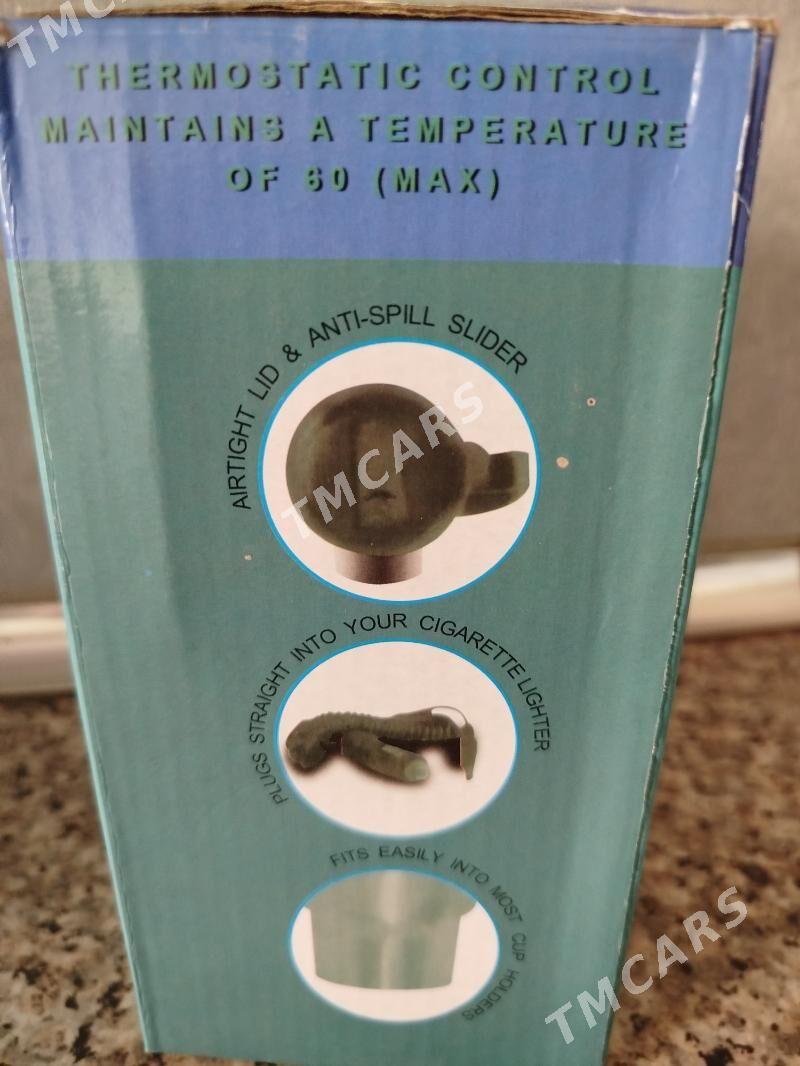 THERMOSTATIC CONTROL
MAINTAINS A TEMPERATURE
OF 60 (MAX)
AIRTIGHT LID & ANTI-SPILL SLIDER
TMCARS
PLUGS STRAIGHT INTO YOUR CIGARETTE LIGHTER
FITS EASILY INTO MOST CUP HOLDERS
TMCARS
TMC